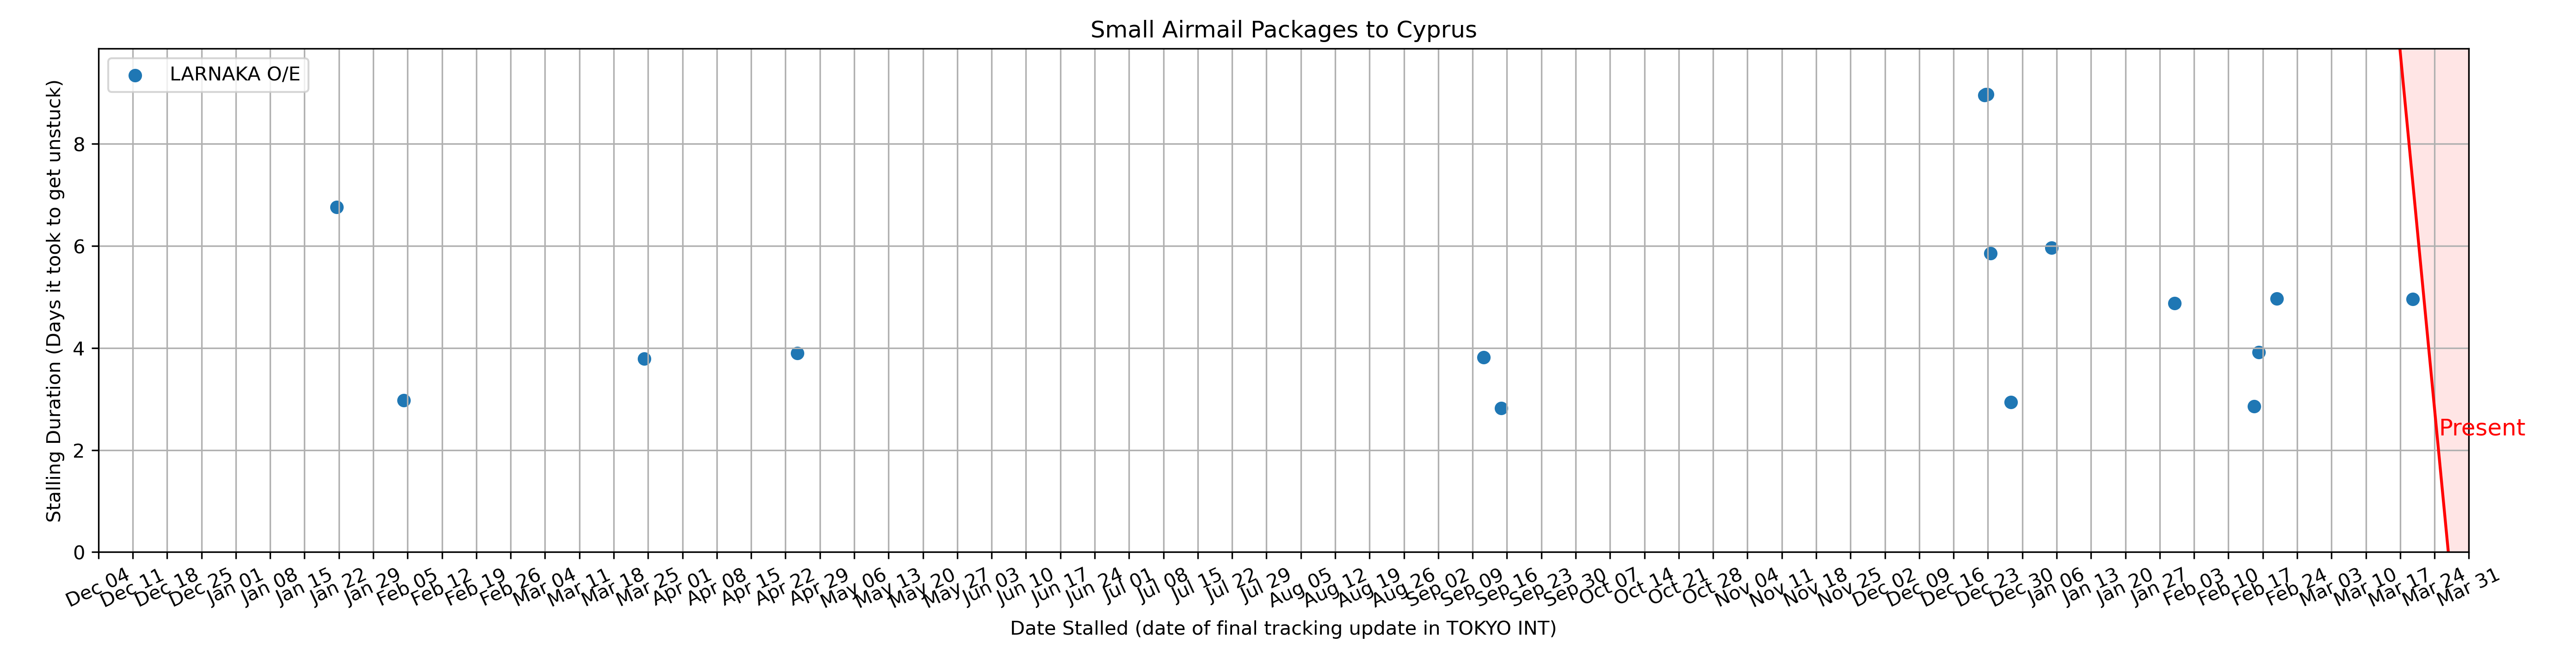 Small Airmail Packages to Cyprus
LARNAKA O/E
Stalling Duration (Days it took to get unstuck)
8
6
4
2
0
Present
Dec 04
Dec 11
Dec 18
Dec 25
Jan 01
Jan 08
Jan 15
Jan 22
Jan 29
Feb 05
Feb 12
Feb 19
Feb 26
Mar 04
Mar 11
Mar 18
Mar 25
Apr 01
Apr 08
Apr 15
Apr 22
Apr 29
May 06
May 13
May 20
May 27
Jun 03
Jun 10
Jun 17
Jun 24
Jul 01
Jul 08
Jul 15
Jul 22
Jul 29
Aug 05
Aug 12
Aug 19
Aug 26
Sep 02
Sep 09
Sep 16
Sep 23
Sep 30
Oct 07
Oct 14
Oct 21
Oct 28
Nov 04
Nov 11
Nov 18
Nov 25
Dec 02
Dec 09
Dec 16
Dec 23
Dec 30
Jan 06
Jan 13
Jan 20
Jan 27
Feb 03
Feb 10
Feb 17
Feb 24
Mar 03
Mar 10
Mar 17
Mar 24
Mar 31
Date Stalled (date of final tracking update in TOKYO INT)